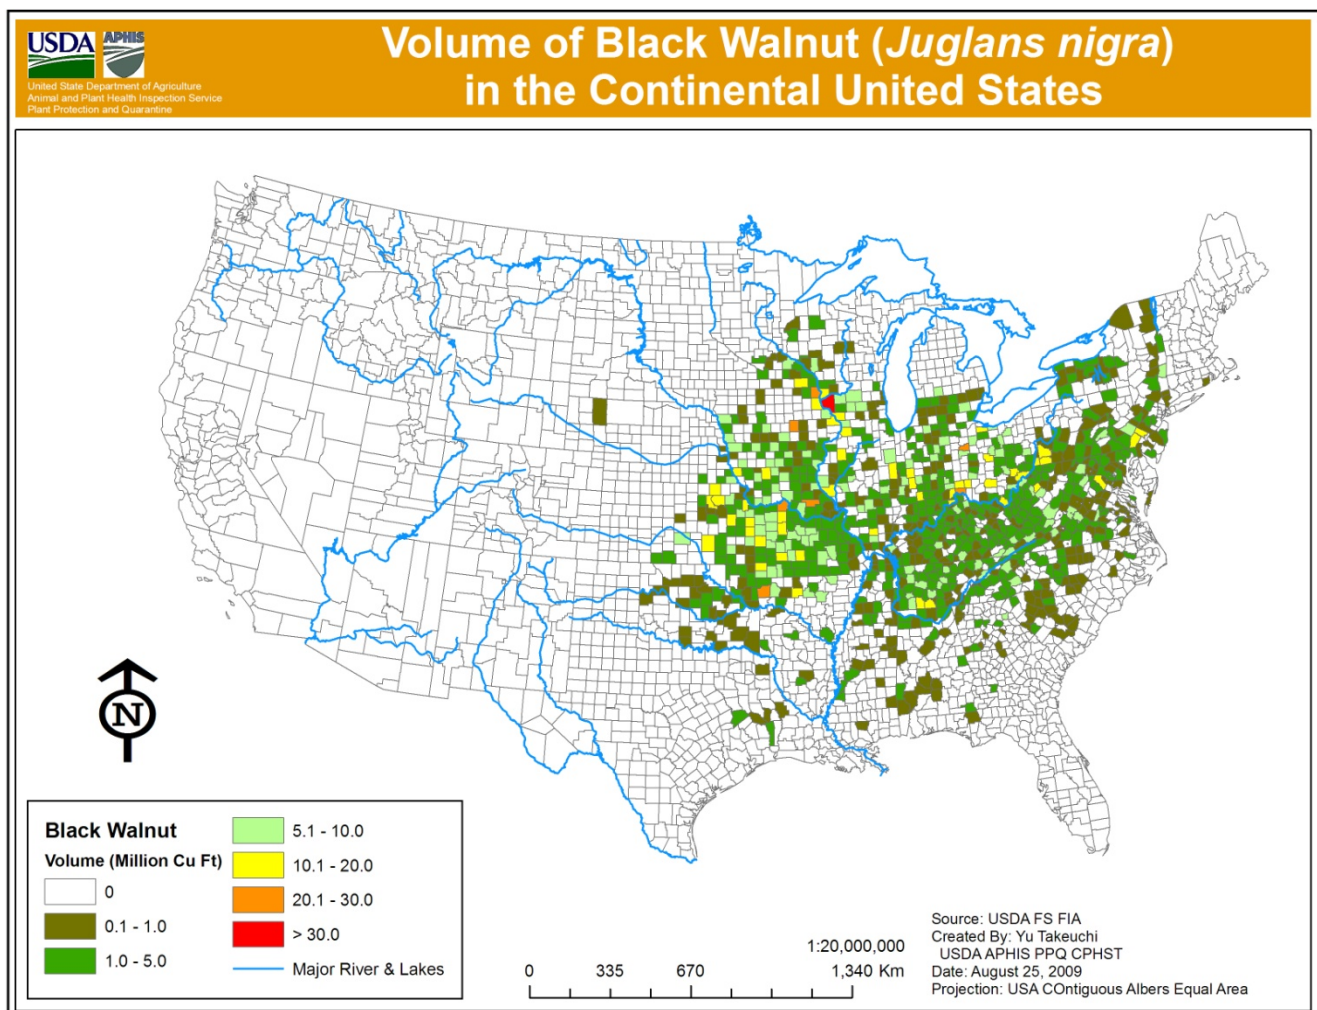 USDA
APHIS
United State Department of Agriculture
Animal and Plant Health Inspection Service
Plant Protection and Quarantine
Volume of Black Walnut (Juglans nigra)
in the Continental United States
N
Black Walnut
Volume (Million Cu Ft)
0
0.1 - 1.0
1.0 - 5.0
5.1 - 10.0
10.1 - 20.0
20.1 - 30.0
> 30.0
Major River & Lakes
1:20,000,000
0 335 670 1,340 Km
Source: USDA FS FIA
Created By: Yu Takeuchi
USDA APHIS PPQ CPHST
Date: August 25, 2009
Projection: USA COntiguous Albers Equal Area